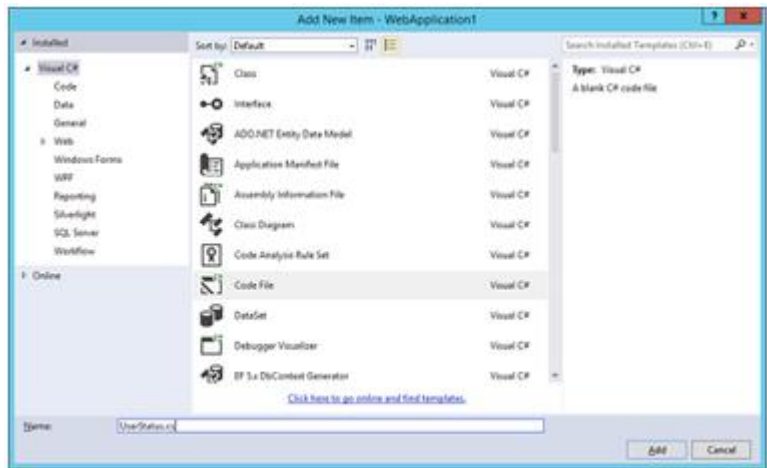 Add New Item - WebApplication1
? x
Installed
Sort by: Default
Search Installed Templates (Ctrl+E)
Visual C#
Code
Data
General
Web
Windows Forms
WPF
Reporting
Silverlight
SQL Server
Workflow
Online
Class Visual C#
Interface Visual C#
ADO.NET Entity Data Model Visual C#
Application Manifest File Visual C#
Assembly Information File Visual C#
Class Diagram Visual C#
Code Analysis Rule Set Visual C#
Code File Visual C#
DataSet Visual C#
Debugger Visualizer Visual C#
EF 5.x DbContext Generator Visual C#
Click here to go online and find templates.
Type: Visual C#
A blank C# code file
Name: UserStatus.cs
Add Cancel